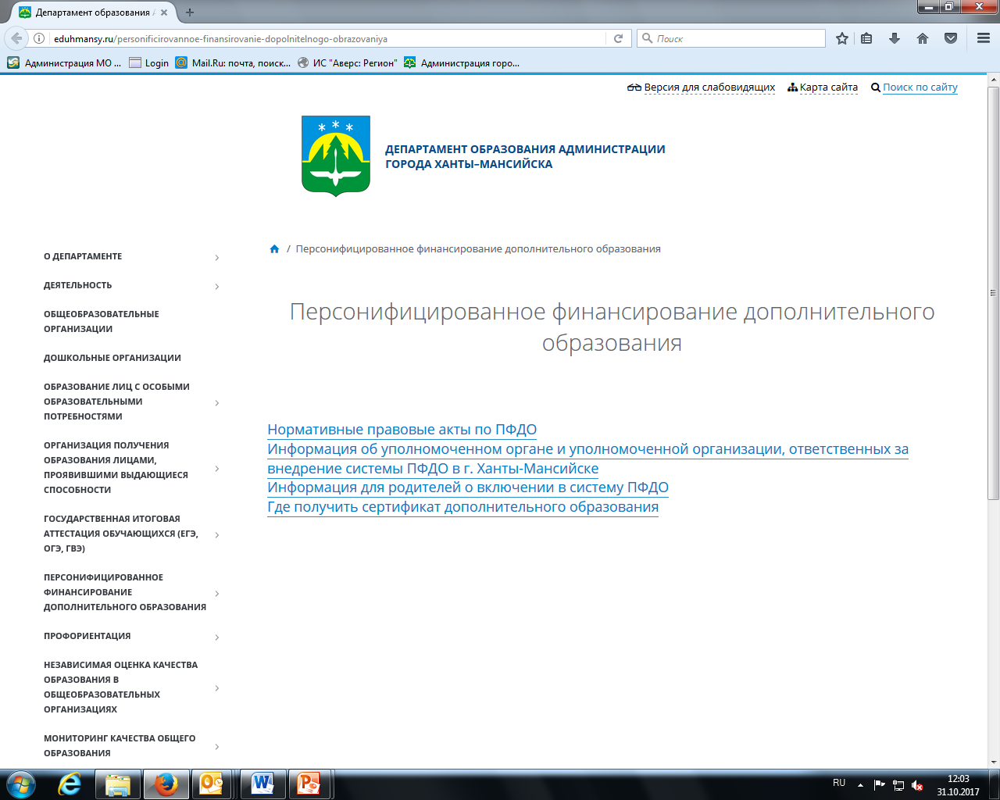 Департамент образования А
eduhmansy.ru/personificirovannoe-finansirovanie-dopolnitelnogo-obrazovaniya
Поиск
Администрация МО ...
Login
Mail.Ru: почта, поиск...
ИС "Аверс: Регион"
Администрация горо...
Версия для слабовидящих
Карта сайта
Поиск по сайту
ДЕПАРТАМЕНТ ОБРАЗОВАНИЯ АДМИНИСТРАЦИИ
ГОРОДА ХАНТЫ–МАНСИЙСКА
/ Персонифицированное финансирование дополнительного образования
О ДЕПАРТАМЕНТЕ
ДЕЯТЕЛЬНОСТЬ
ОБЩЕОБРАЗОВАТЕЛЬНЫЕ
ОРГАНИЗАЦИИ
ДОШКОЛЬНЫЕ ОРГАНИЗАЦИИ
ОБРАЗОВАНИЕ ЛИЦ С ОСОБЫМИ
ОБРАЗОВАТЕЛЬНЫМИ
ПОТРЕБНОСТЯМИ
ОРГАНИЗАЦИЯ ПОЛУЧЕНИЯ
ОБРАЗОВАНИЯ ЛИЦАМИ,
ПРОЯВИВШИМИ ВЫДАЮЩИЕСЯ
СПОСОБНОСТИ
ГОСУДАРСТВЕННАЯ ИТОГОВАЯ
АТТЕСТАЦИЯ ОБУЧАЮЩИХСЯ (ЕГЭ,
ОГЭ, ГВЭ)
ПЕРСОНИФИЦИРОВАННОЕ
ФИНАНСИРОВАНИЕ
ДОПОЛНИТЕЛЬНОГО ОБРАЗОВАНИЯ
ПРОФОРИЕНТАЦИЯ
НЕЗАВИСИМАЯ ОЦЕНКА КАЧЕСТВА
ОБРАЗОВАНИЯ В
ОБЩЕОБРАЗОВАТЕЛЬНЫХ
ОРГАНИЗАЦИЯХ
МОНИТОРИНГ КАЧЕСТВА ОБЩЕГО
ОБРАЗОВАНИЯ
Персонифицированное финансирование дополнительного
образования
Нормативные правовые акты по ПФДО
Информация об уполномоченном органе и уполномоченной организации, ответственных за
внедрение системы ПФДО в г. Ханты-Мансийске
Информация для родителей о включении в систему ПФДО
Где получить сертификат дополнительного образования
RU
12:03
31.10.2017